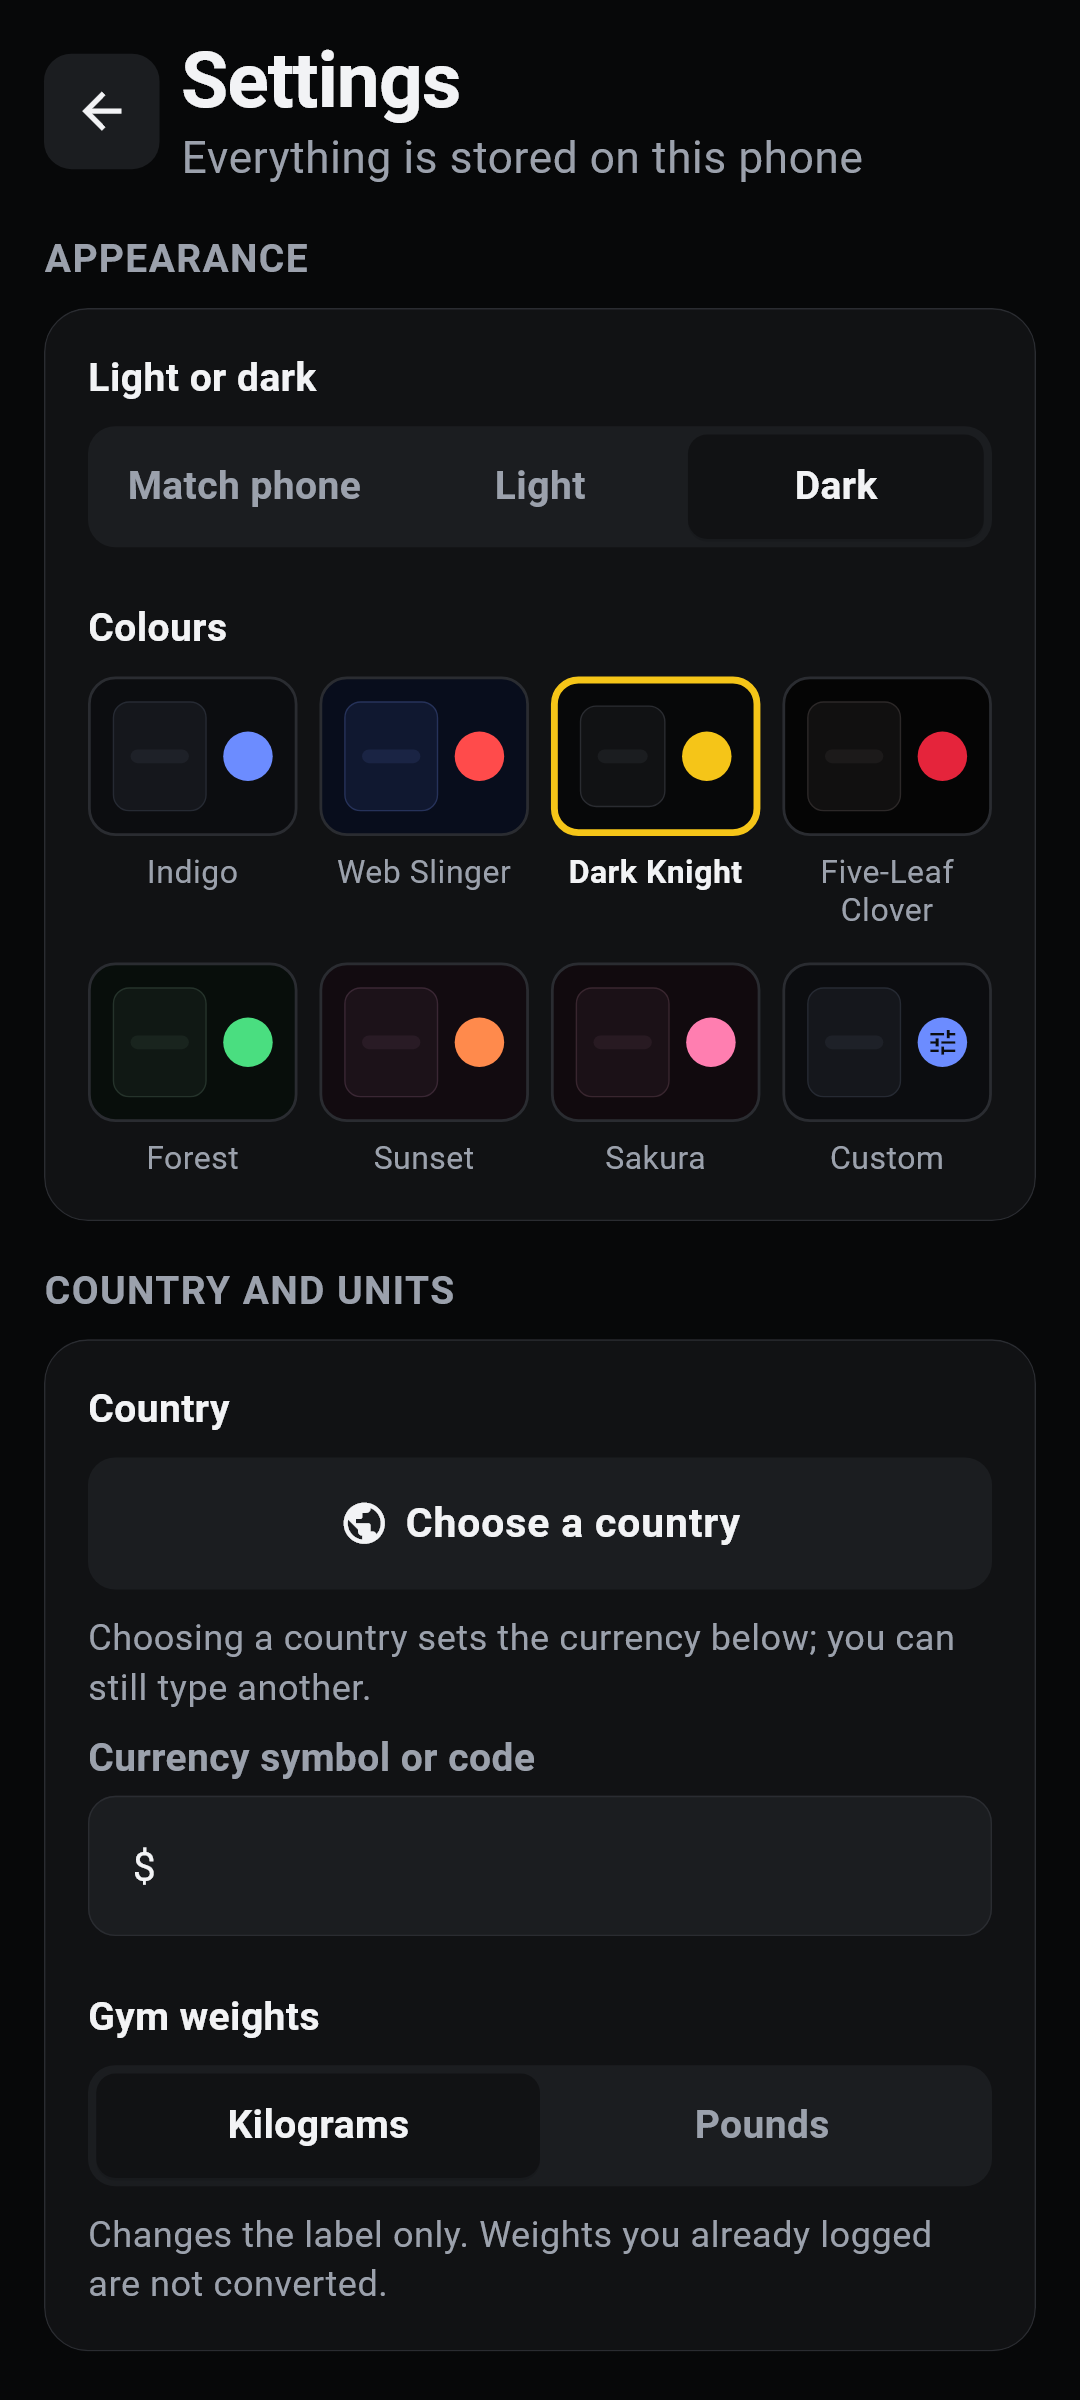 Settings
Everything is stored on this phone
APPEARANCE
Light or dark
Match phone
Light
Dark
Colours
Indigo
Web Slinger
Dark Knight
Five-Leaf
Clover
Forest
Sunset
Sakura
Custom
COUNTRY AND UNITS
Country
Choose a country
Choosing a country sets the currency below; you can
still type another.
Currency symbol or code
$
Gym weights
Kilograms
Pounds
Changes the label only. Weights you already logged
are not converted.